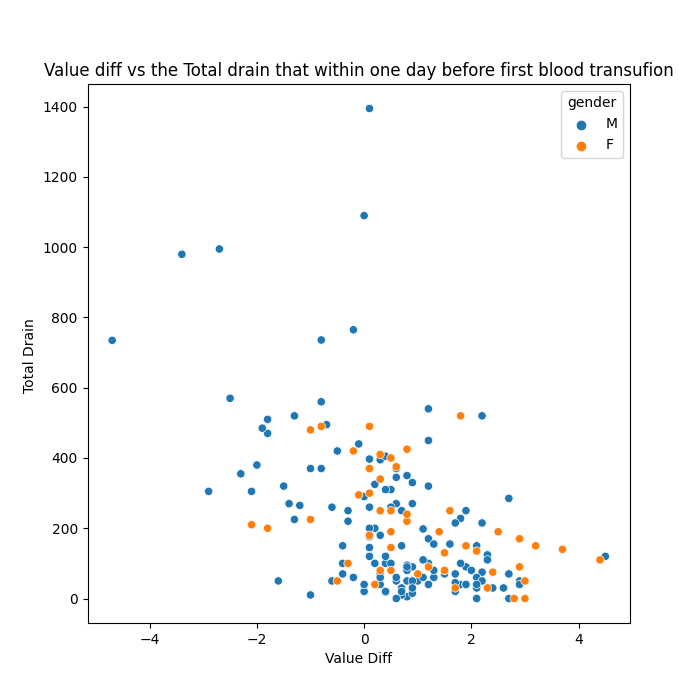 Value diff vs the Total drain that within one day before first blood transufion
gender
M
F
1400
1200
1000
800
600
400
200
0
Total Drain
−4
−2
0
2
4
Value Diff